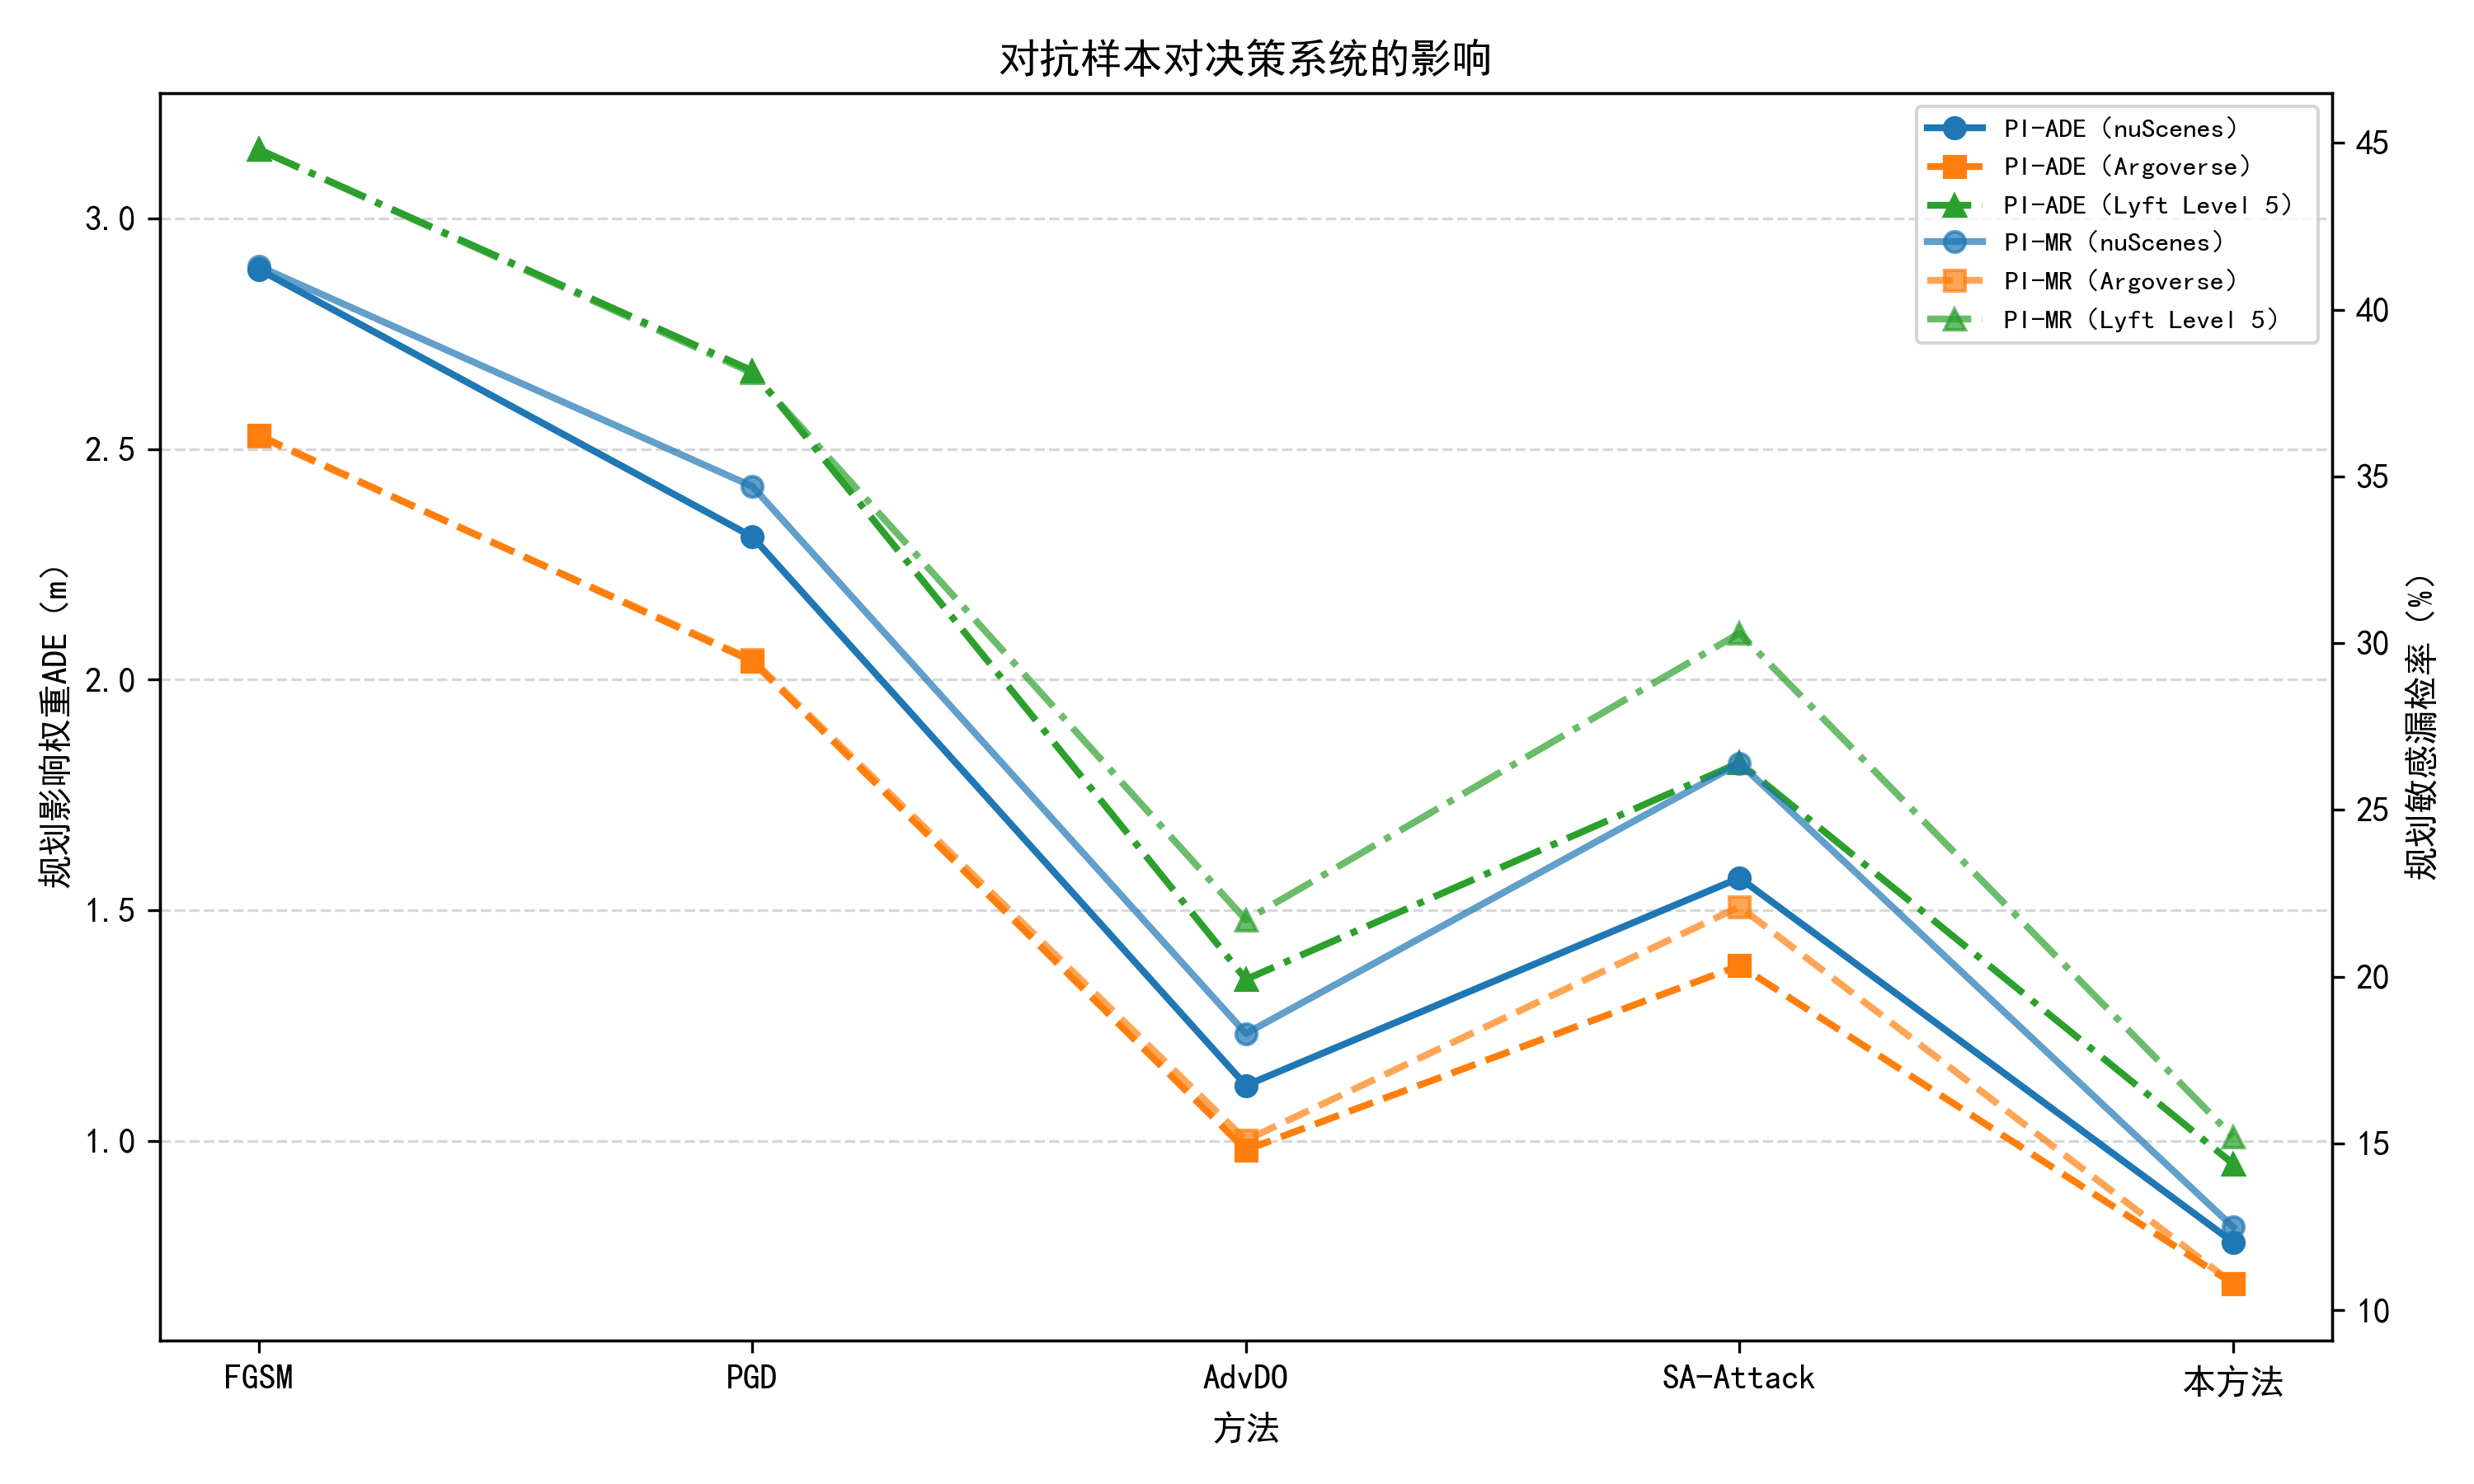 对抗样本对决策系统的影响
PI-ADE (nuScenes)
PI-ADE (Argoverse)
PI-ADE (Lyft Level 5)
PI-MR (nuScenes)
PI-MR (Argoverse)
PI-MR (Lyft Level 5)
规划影响权重ADE (m)
3.0
2.5
2.0
1.5
1.0
规划敏感漏检率 (%)
45
40
35
30
25
20
15
10
FGSM
PGD
AdvDO
SA-Attack
本方法
方法